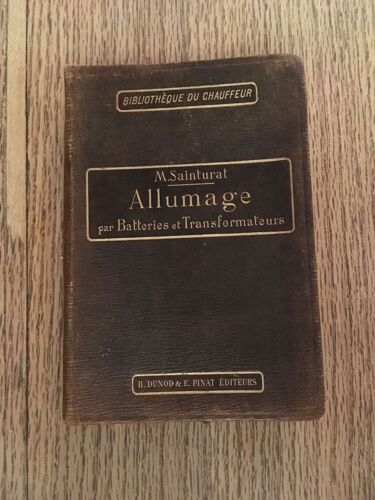 BIBLIOTHÈQUE DU CHAUFFEUR
M. Sainturat
Allumage
par Batteries et Transformateurs
H. DUNOD & E. PINAT ÉDITEURS